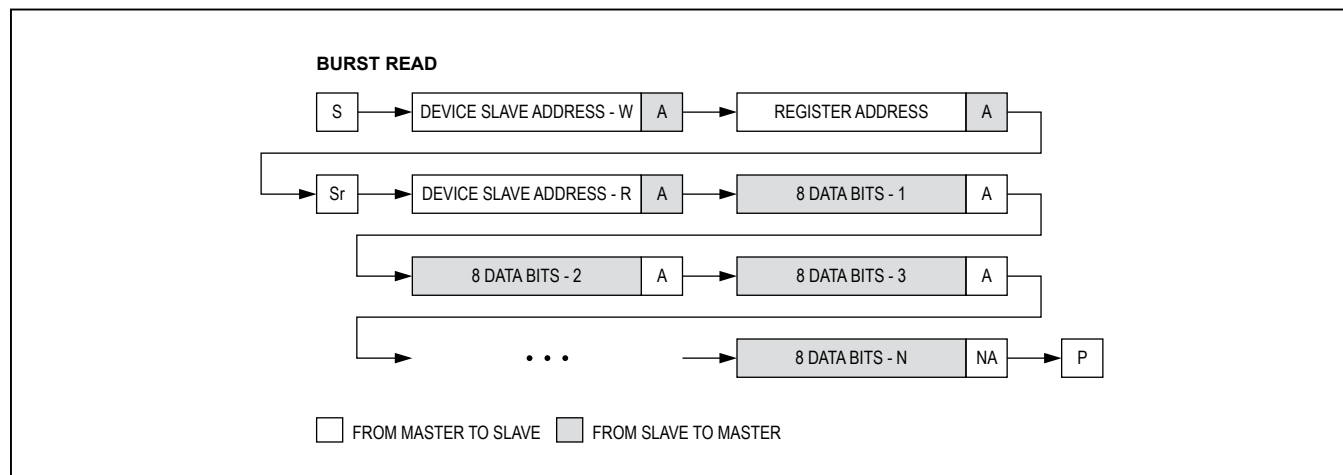 BURST READ
S DEVICE SLAVE ADDRESS - W A REGISTER ADDRESS A
Sr DEVICE SLAVE ADDRESS - R A 8 DATA BITS - 1 A
8 DATA BITS - 2 A 8 DATA BITS - 3 A
• • • 8 DATA BITS - N NA P
FROM MASTER TO SLAVE FROM SLAVE TO MASTER